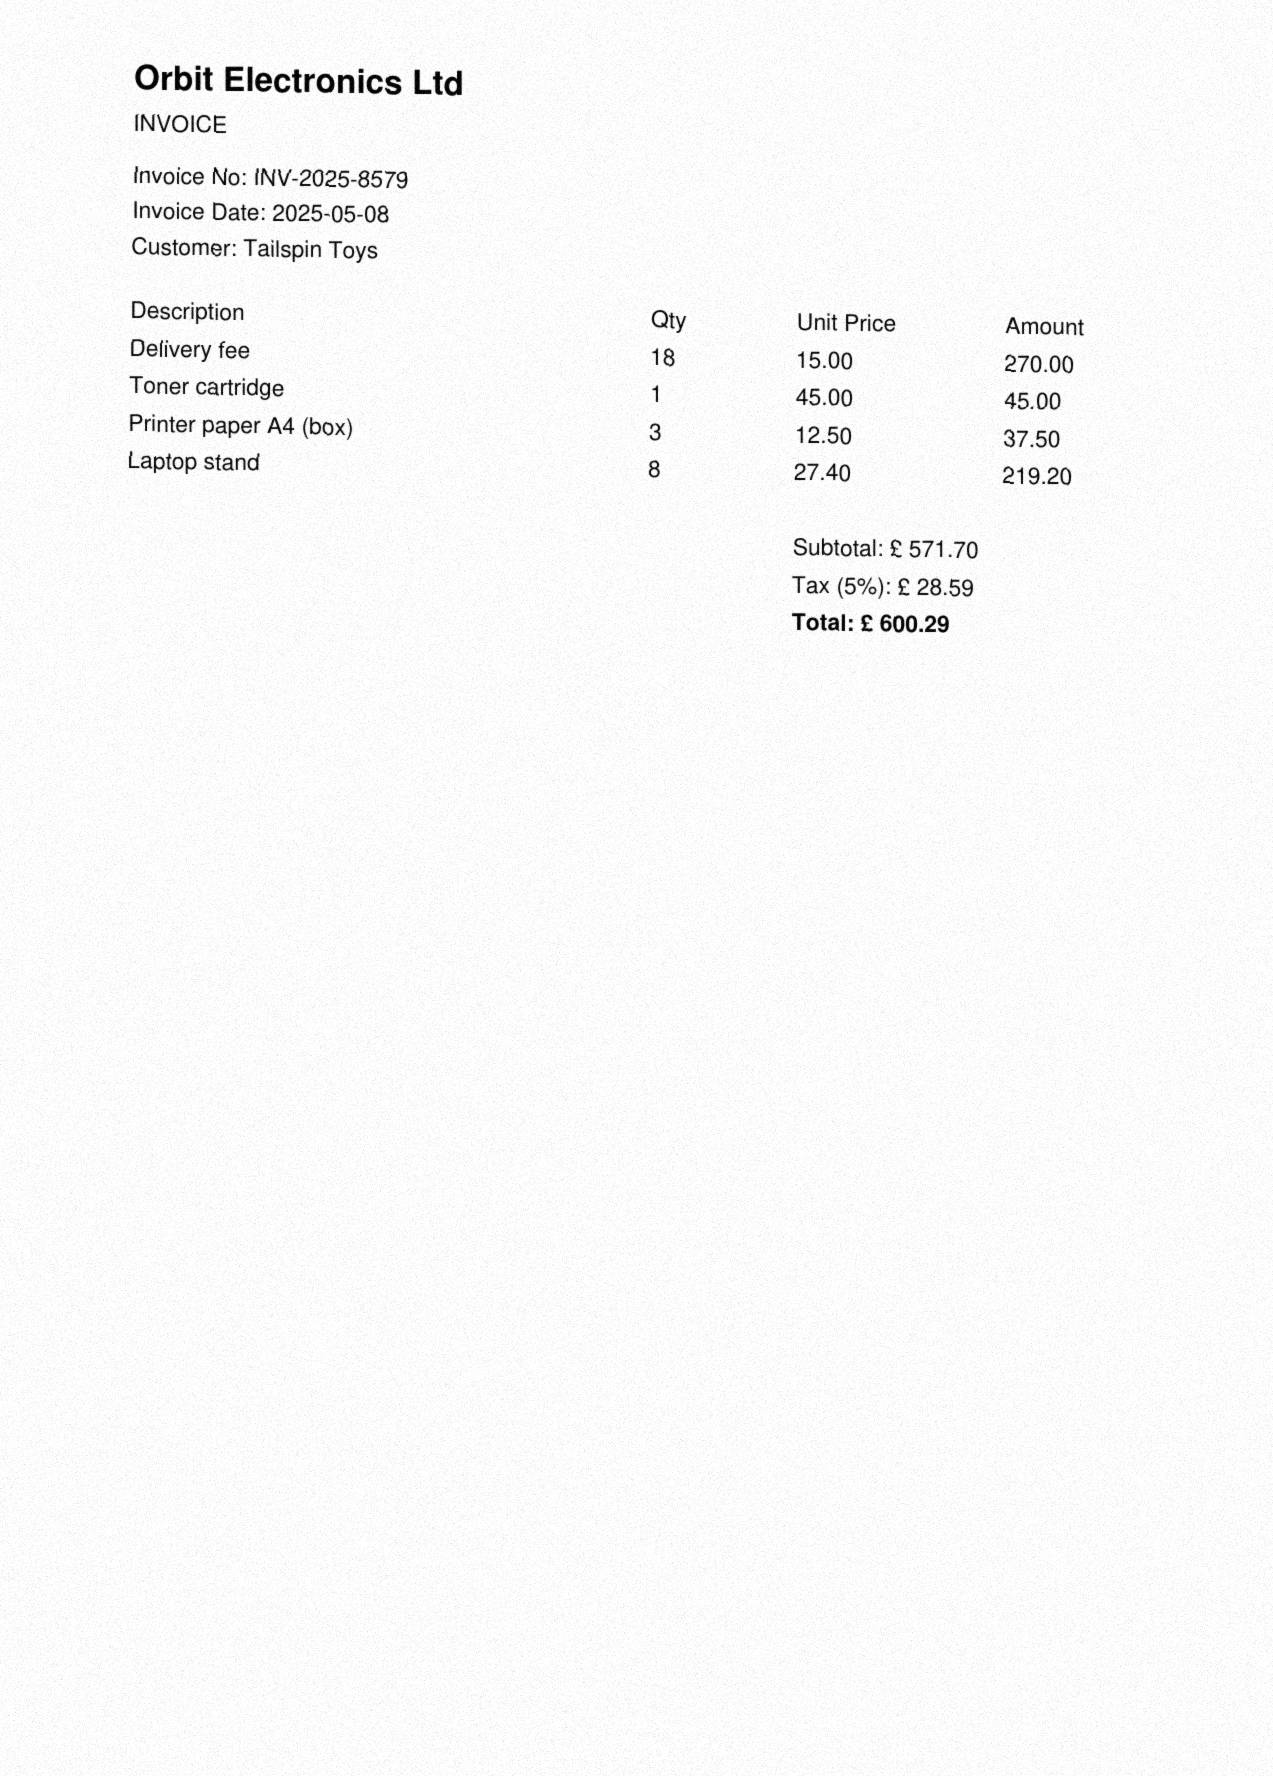 Orbit Electronics Ltd
INVOICE
Invoice No: INV-2025-8579
Invoice Date: 2025-05-08
Customer: Tailspin Toys
Description Qty Unit Price Amount
Delivery fee 18 15.00 270.00
Toner cartridge 1 45.00 45.00
Printer paper A4 (box) 3 12.50 37.50
Laptop stand 8 27.40 219.20
Subtotal: £ 571.70
Tax (5%): £ 28.59
Total: £ 600.29